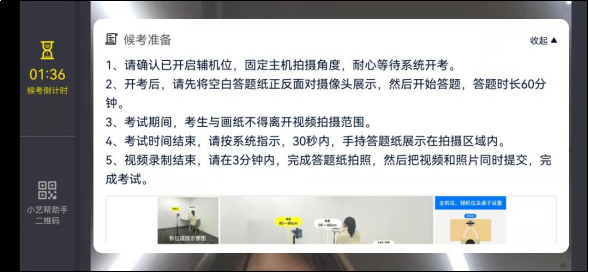 候考准备
收起 ▲
01:36
候考倒计时
1、请确认已开启辅机位，固定主机拍摄角度，耐心等待系统开考。
2、开考后，请先将空白答题纸正反面对摄像头展示，然后开始答题，答题时长60分
钟。
3、考试期间，考生与画纸不得离开视频拍摄范围。
4、考试时间结束，请按系统指示，30秒内，手持答题纸展示在拍摄区域内。
5、视频录制结束，请在3分钟内，完成答题纸拍照，然后把视频和照片同时提交，完
成考试。
小艺帮助手
二维码
机位摆放示意图
主机位、辅机位及桌子设置